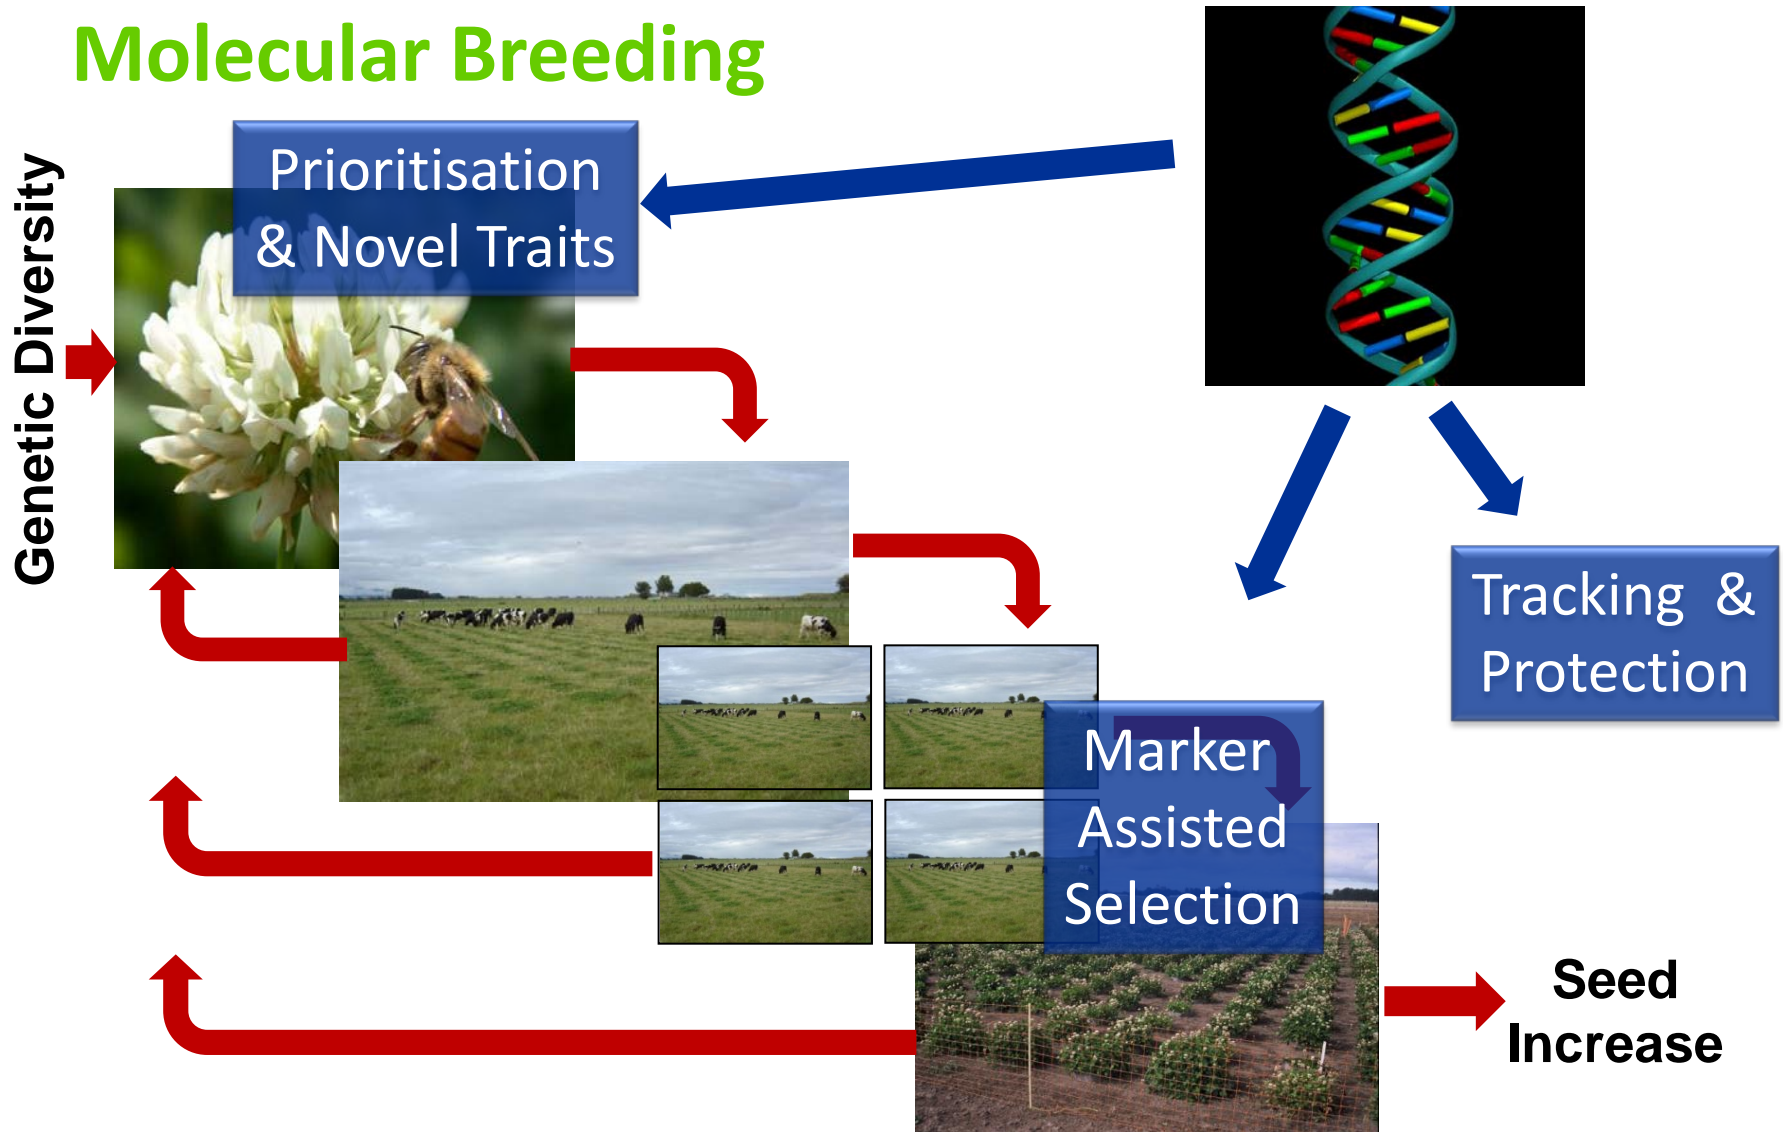 Molecular Breeding
Prioritisation
& Novel Traits
Genetic Diversity
Tracking &
Protection
Marker
Assisted
Selection
Seed
Increase